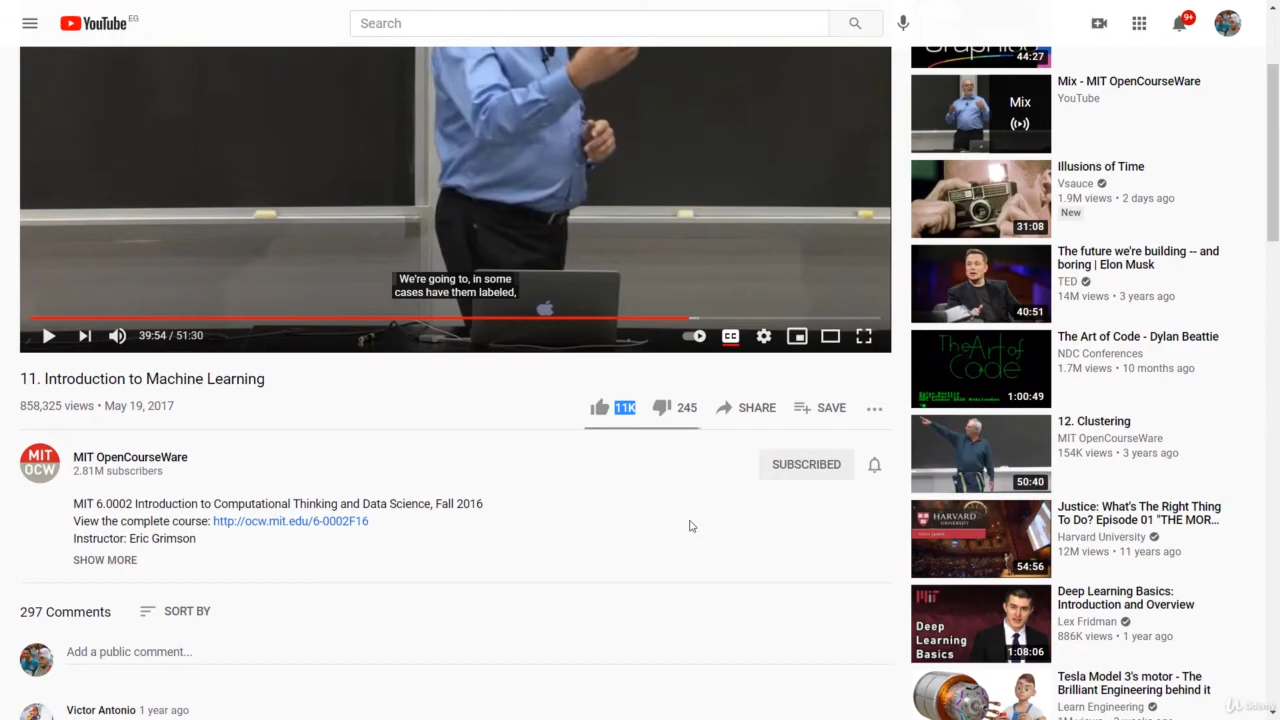 YouTube EG
Search
9+
44:27
Mix
Mix - MIT OpenCourseWare
YouTube
Illusions of Time
Vsauce
1.9M views • 2 days ago
New
31:08
The future we're building -- and
boring | Elon Musk
TED
14M views • 3 years ago
40:51
The Art of Code - Dylan Beattie
NDC Conferences
1.7M views • 10 months ago
The Art of
Code
1:00:49
12. Clustering
MIT OpenCourseWare
154K views • 3 years ago
50:40
Justice: What's The Right Thing
To Do? Episode 01 "THE MOR...
Harvard University
12M views • 11 years ago
HARVARD
54:56
Deep Learning Basics:
Introduction and Overview
Lex Fridman
886K views • 1 year ago
Deep
Learning
Basics
1:08:06
Tesla Model 3's motor - The
Brilliant Engineering behind it
Learn Engineering
We're going to, in some
cases have them labeled,
39:54 / 51:30
CC
11. Introduction to Machine Learning
858,325 views • May 19, 2017
11K
245
SHARE
SAVE
MIT
OCW
MIT OpenCourseWare
2.81M subscribers
SUBSCRIBED
MIT 6.0002 Introduction to Computational Thinking and Data Science, Fall 2016
View the complete course: http://ocw.mit.edu/6-0002F16
Instructor: Eric Grimson
SHOW MORE
297 Comments
SORT BY
Add a public comment...
Victor Antonio 1 year ago
Udemy